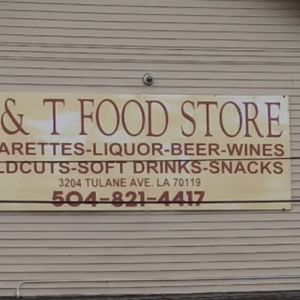 & T FOOD STORE
ARETTES-LIQUOR-BEER-WINES
LDCUTS-SOFT DRINKS-SNACKS
3204 TULANE AVE. LA 70119
504-821-4417